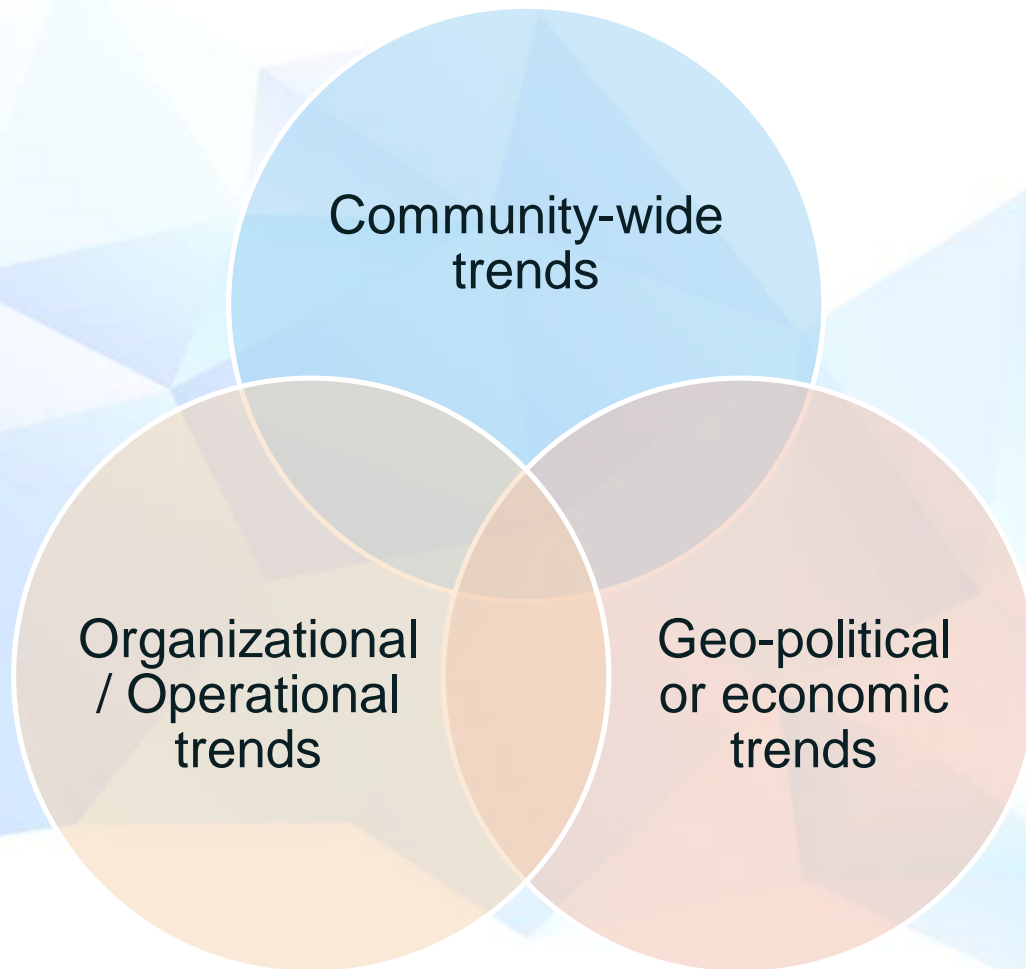 Community-wide
trends
Organizational
/ Operational
trends
Geo-political
or economic
trends